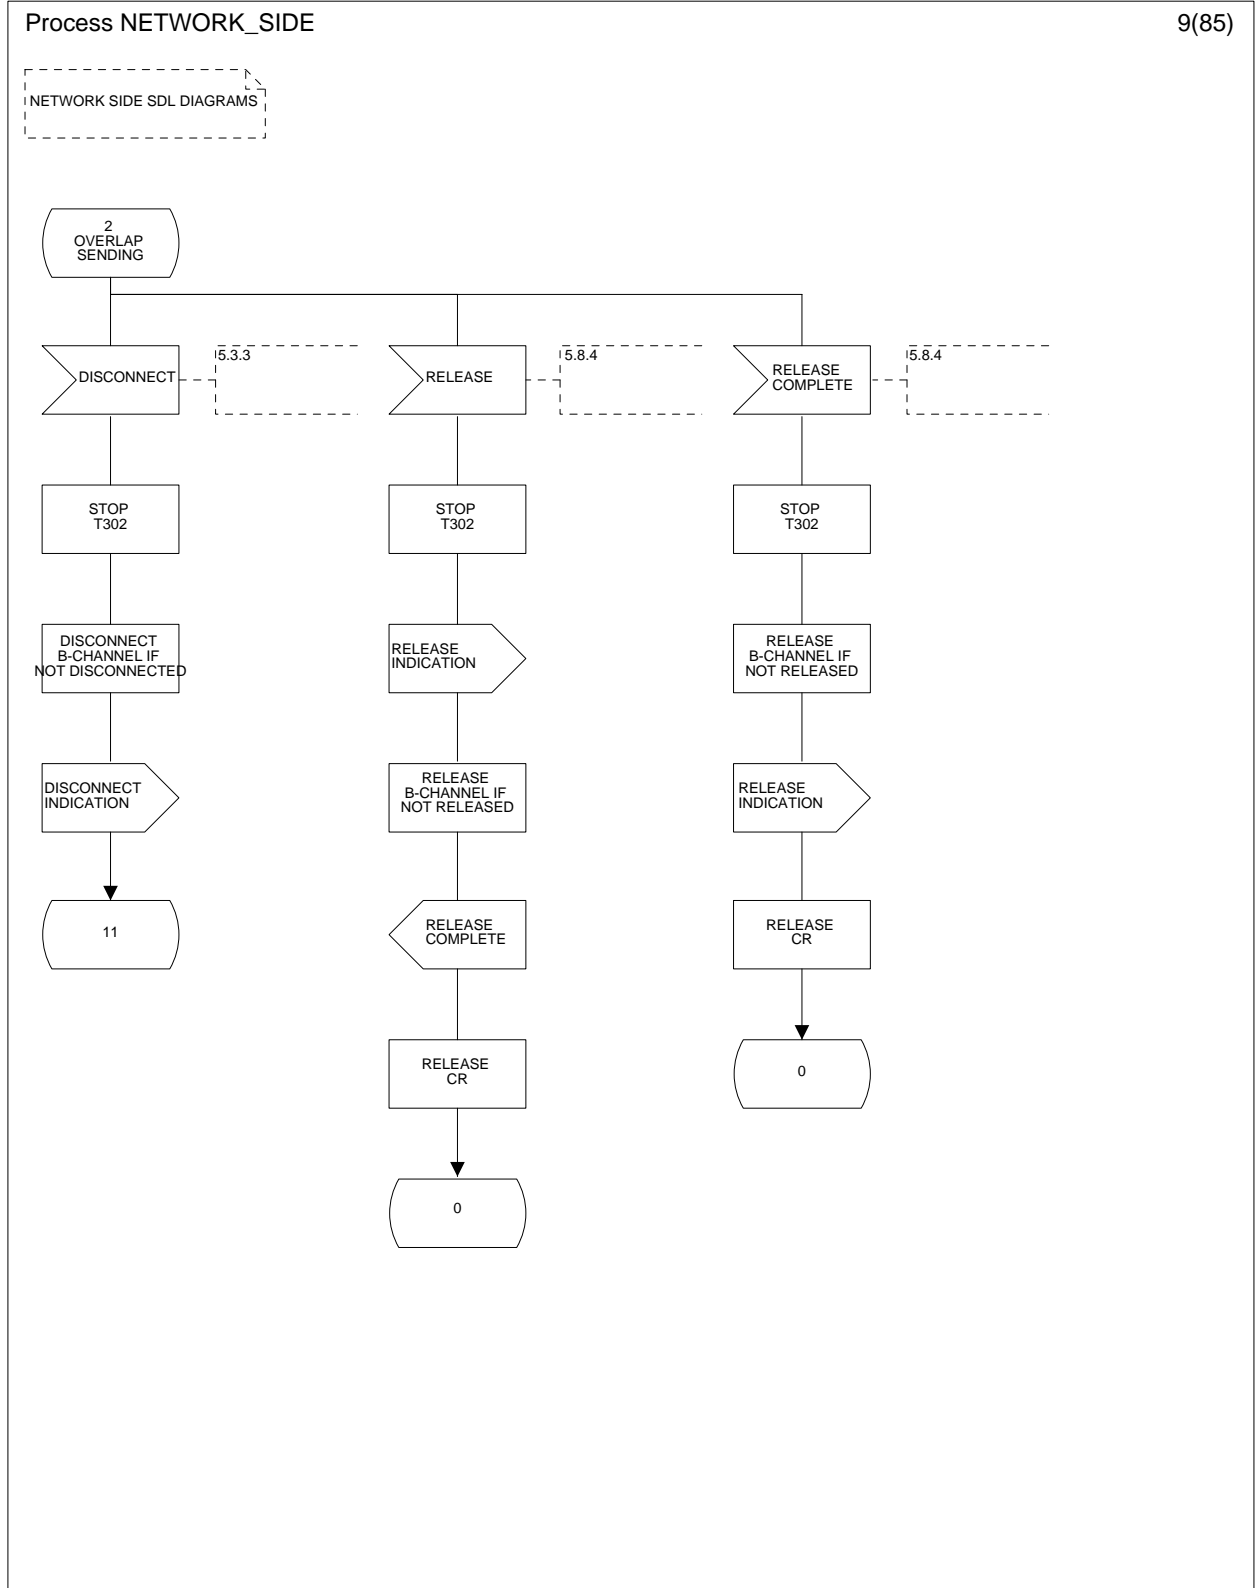 Process NETWORK_SIDE
9(85)
NETWORK SIDE SDL DIAGRAMS
2
OVERLAP
SENDING
DISCONNECT
5.3.3
RELEASE
5.8.4
RELEASE
COMPLETE
5.8.4
STOP
T302
STOP
T302
STOP
T302
DISCONNECT
B-CHANNEL IF
NOT DISCONNECTED
RELEASE
INDICATION
RELEASE
B-CHANNEL IF
NOT RELEASED
DISCONNECT
INDICATION
RELEASE
B-CHANNEL IF
NOT RELEASED
RELEASE
INDICATION
11
RELEASE
COMPLETE
RELEASE
CR
RELEASE
CR
0
0